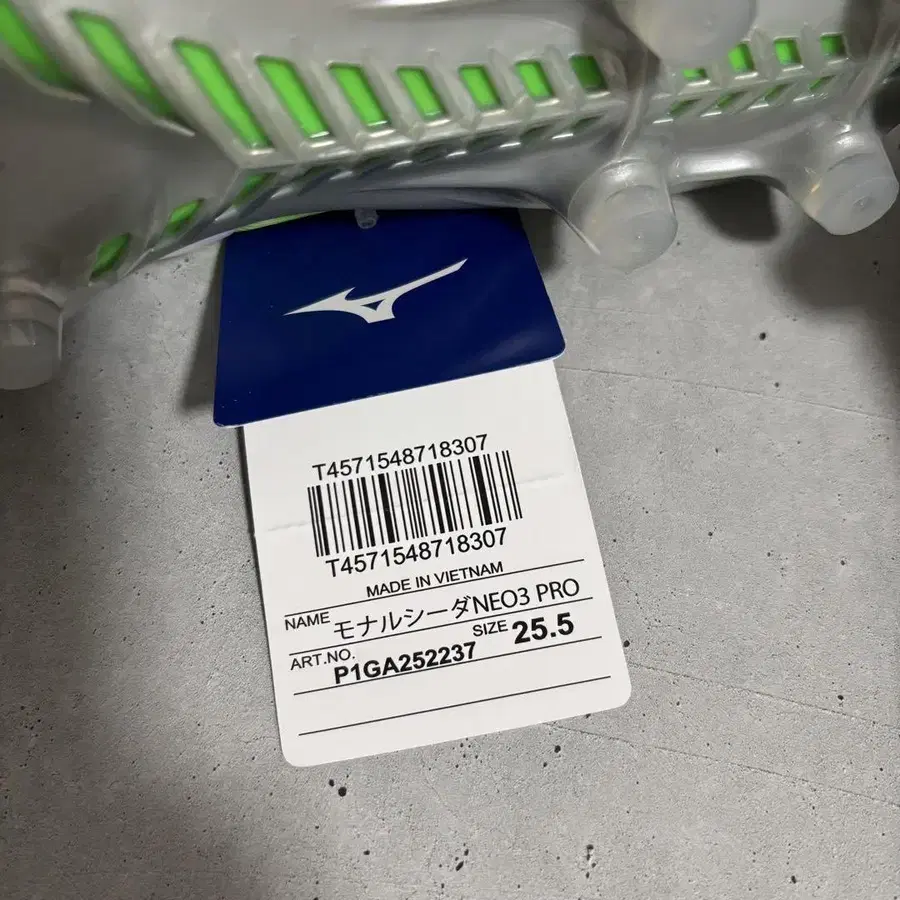 T4571548718307
T4571548718307
MADE IN VIETNAM
NAME モナルシーダNEO3 PRO
ART.NO. P1GA252237 SIZE 25.5